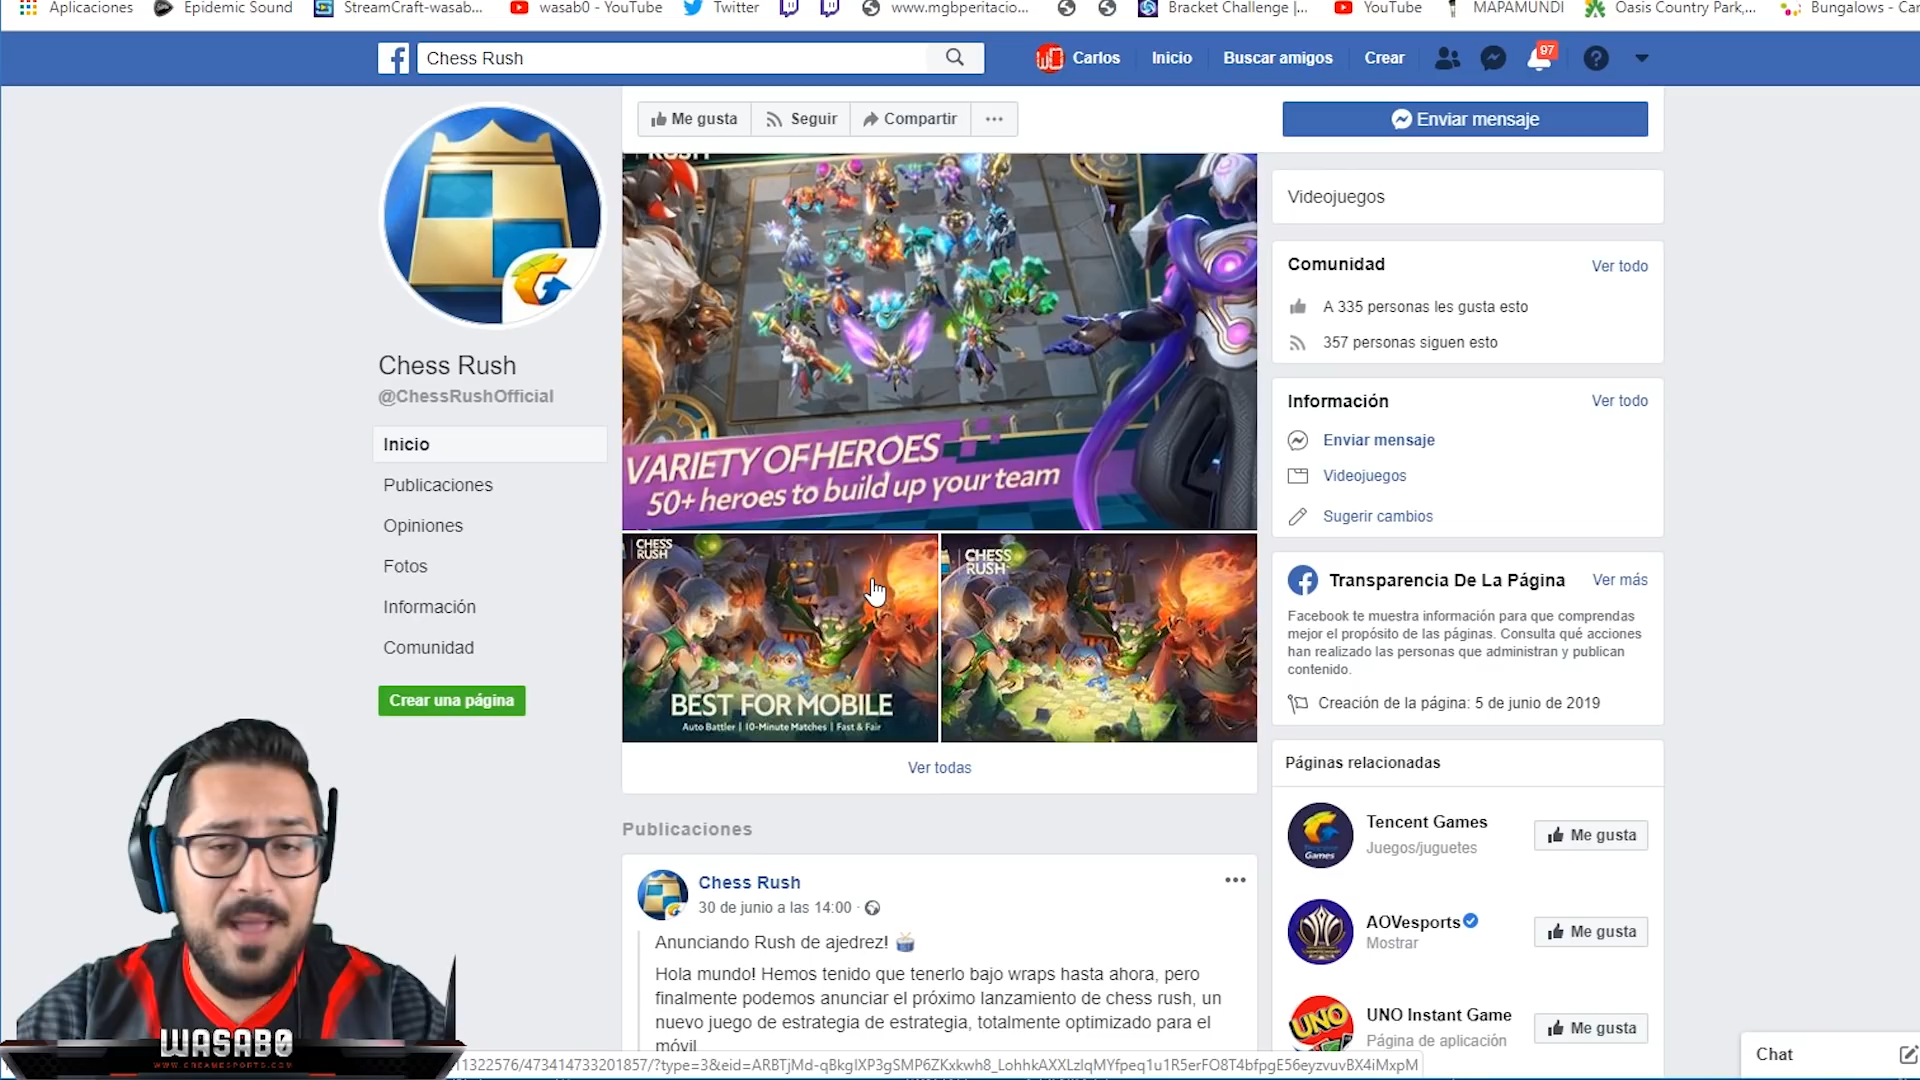 Aplicaciones
Epidemic Sound
StreamCraft-wasab...
wasab0 - YouTube
Twitter
www.mgbperitacio...
Bracket Challenge |...
YouTube
MAPAMUNDI
Oasis Country Park,...
Bungalows - Car
Chess Rush
Carlos
Inicio
Buscar amigos
Crear
97
Me gusta
Seguir
Compartir
Enviar mensaje
Chess Rush
@ChessRushOfficial
Inicio
Publicaciones
Opiniones
Fotos
Información
Comunidad
Crear una página
RUSH
VARIETY OF HEROES
50+ heroes to build up your team
CHESS
RUSH
BEST FOR MOBILE
Auto Battler | 10-Minute Matches | Fast & Fair
CHESS
RUSH
Ver todas
Publicaciones
Chess Rush
30 de junio a las 14:00 ·
Anunciando Rush de ajedrez!
Hola mundo! Hemos tenido que tenerlo bajo wraps hasta ahora, pero
finalmente podemos anunciar el próximo lanzamiento de chess rush, un
nuevo juego de estrategia de estrategia, totalmente optimizado para el
móvil
Videojuegos
Comunidad
Ver todo
A 335 personas les gusta esto
357 personas siguen esto
Información
Ver todo
Enviar mensaje
Videojuegos
Sugerir cambios
Transparencia De La Página
Ver más
Facebook te muestra información para que comprendas
mejor el propósito de las páginas. Consulta qué acciones
han realizado las personas que administran y publican
contenido.
Creación de la página: 5 de junio de 2019
Páginas relacionadas
Tencent Games
Juegos/juguetes
Me gusta
Games
AOVesports
Mostrar
Me gusta
UNO
UNO Instant Game
Página de aplicación
Me gusta
Chat
WASAB0